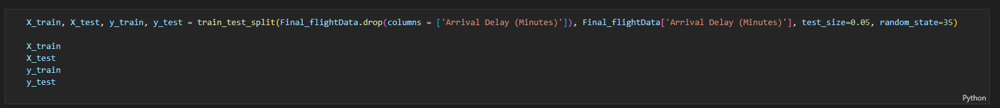 X_train, X_test, y_train, y_test = train_test_split(Final_flightData.drop(columns = ['Arrival Delay (Minutes)']), Final_flightData['Arrival Delay (Minutes)'], test_size=0.05, random_state=35)
X_train
X_test
y_train
y_test
Python